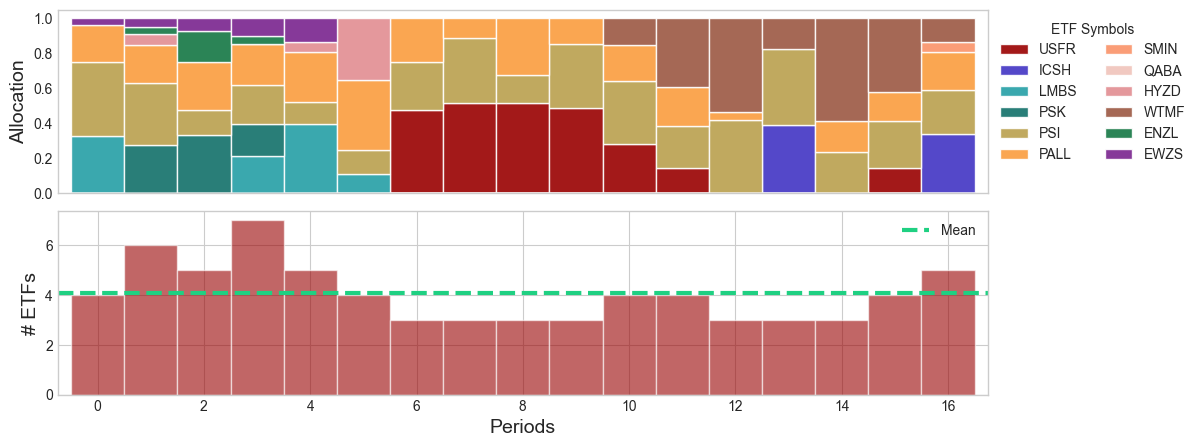 1.0
0.8
0.6
0.4
0.2
0.0
Allocation
ETF Symbols
USFR
ICSH
LMBS
PSK
PSI
PALL
SMIN
QABA
HYZD
WTMF
ENZL
EWZS
6
4
2
0
# ETFs
Mean
0 2 4 6 8 10 12 14 16
Periods